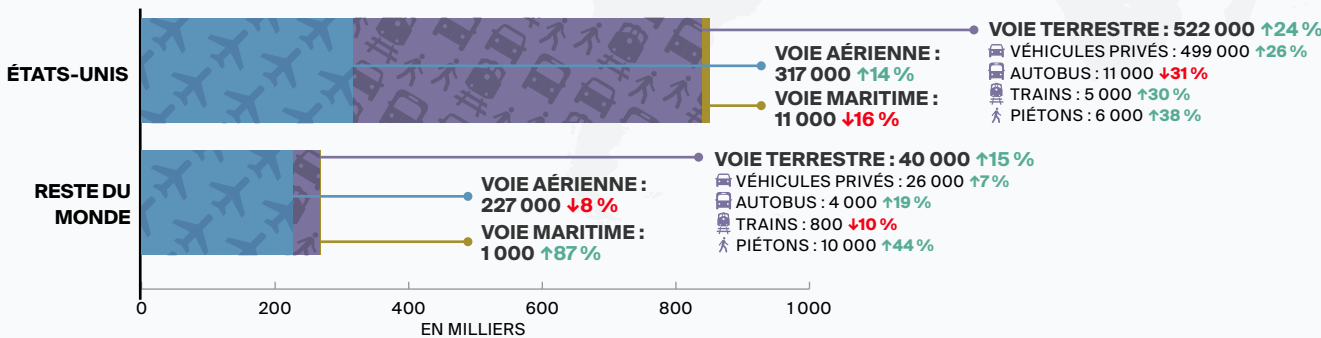 ÉTATS-UNIS
VOIE AÉRIENNE :
317 000 ↑14 %
VOIE MARITIME :
11 000 ↓16 %
VOIE TERRESTRE : 522 000 ↑24 %
VÉHICULES PRIVÉS : 499 000 ↑26 %
AUTOBUS : 11 000 ↓31 %
TRAINS : 5 000 ↑30 %
PIÉTONS : 6 000 ↑38 %
RESTE DU
MONDE
VOIE AÉRIENNE :
227 000 ↓8 %
VOIE MARITIME :
1 000 ↑87 %
VOIE TERRESTRE : 40 000 ↑15 %
VÉHICULES PRIVÉS : 26 000 ↑7 %
AUTOBUS : 4 000 ↑19 %
TRAINS : 800 ↓10 %
PIÉTONS : 10 000 ↑44 %
0 200 400 600 800 1 000
EN MILLIERS